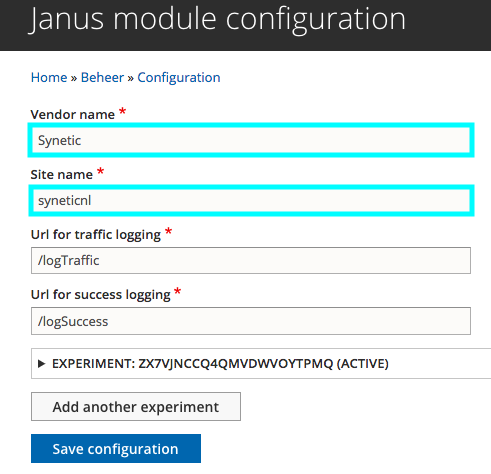 Janus module configuration
Home » Beheer » Configuration
Vendor name *
Synetic
Site name *
syneticnl
Url for traffic logging *
/logTraffic
Url for success logging *
/logSuccess
▶ EXPERIMENT: ZX7VJNCCQ4QMVDWVOYTPMQ (ACTIVE)
Add another experiment
Save configuration